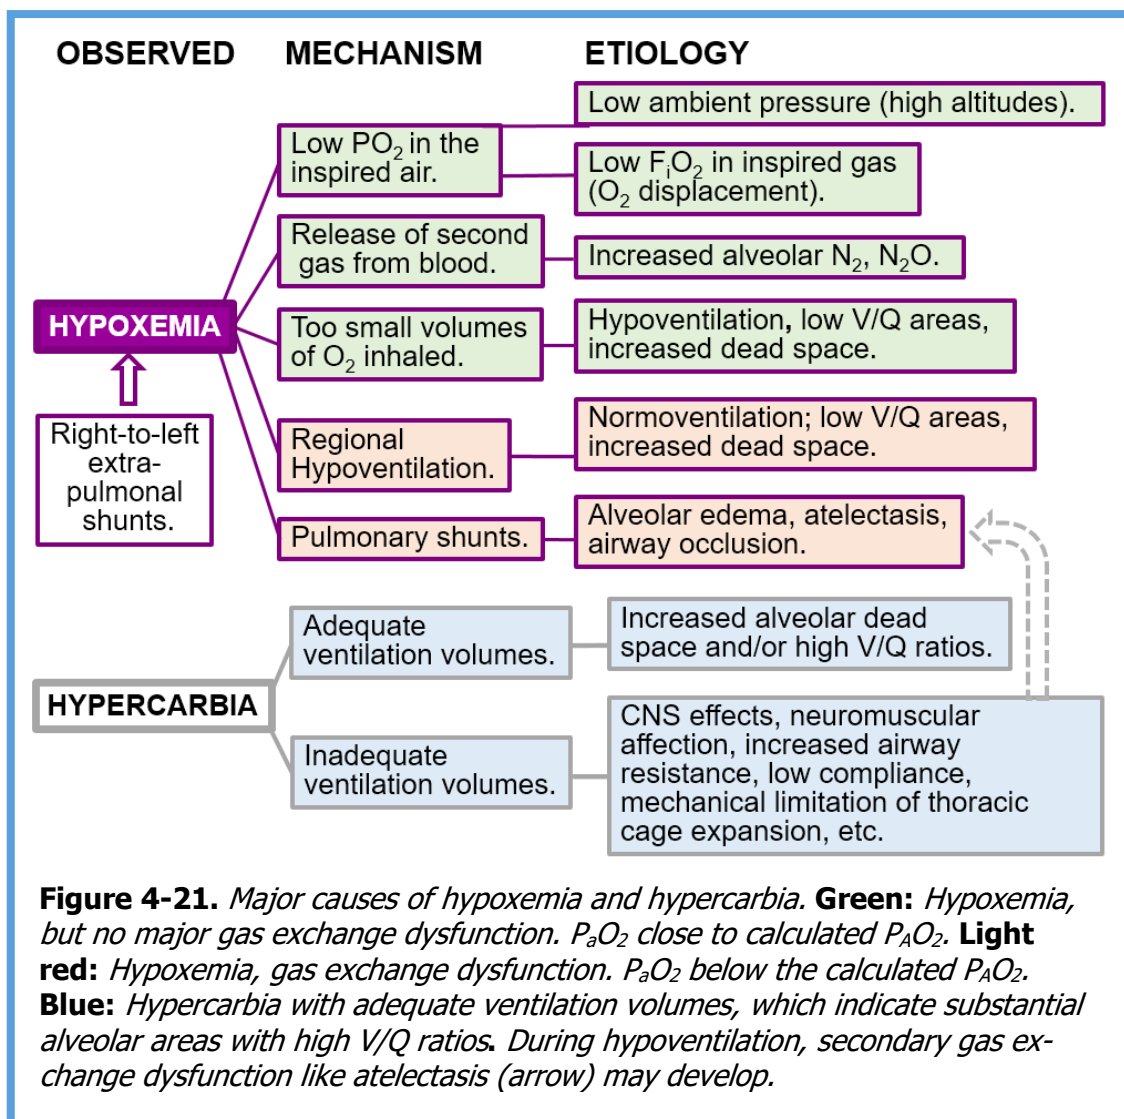 OBSERVED MECHANISM ETIOLOGY
Low ambient pressure (high altitudes).
Low PO₂ in the
inspired air.
Low FᵢO₂ in inspired gas
(O₂ displacement).
Release of second
gas from blood.
Increased alveolar N₂, N₂O.
HYPOXEMIA
Too small volumes
of O₂ inhaled.
Hypoventilation, low V/Q areas,
increased dead space.
Right-to-left
extra-
pulmonal
shunts.
Regional
Hypoventilation.
Normoventilation; low V/Q areas,
increased dead space.
Pulmonary shunts.
Alveolar edema, atelectasis,
airway occlusion.
HYPERCARBIA
Adequate
ventilation volumes.
Increased alveolar dead
space and/or high V/Q ratios.
Inadequate
ventilation volumes.
CNS effects, neuromuscular
affection, increased airway
resistance, low compliance,
mechanical limitation of thoracic
cage expansion, etc.
Figure 4-21. Major causes of hypoxemia and hypercarbia. Green: Hypoxemia,
but no major gas exchange dysfunction. PₐO₂ close to calculated P_AO₂. Light
red: Hypoxemia, gas exchange dysfunction. PₐO₂ below the calculated P_AO₂.
Blue: Hypercarbia with adequate ventilation volumes, which indicate substantial
alveolar areas with high V/Q ratios. During hypoventilation, secondary gas ex-
change dysfunction like atelectasis (arrow) may develop.